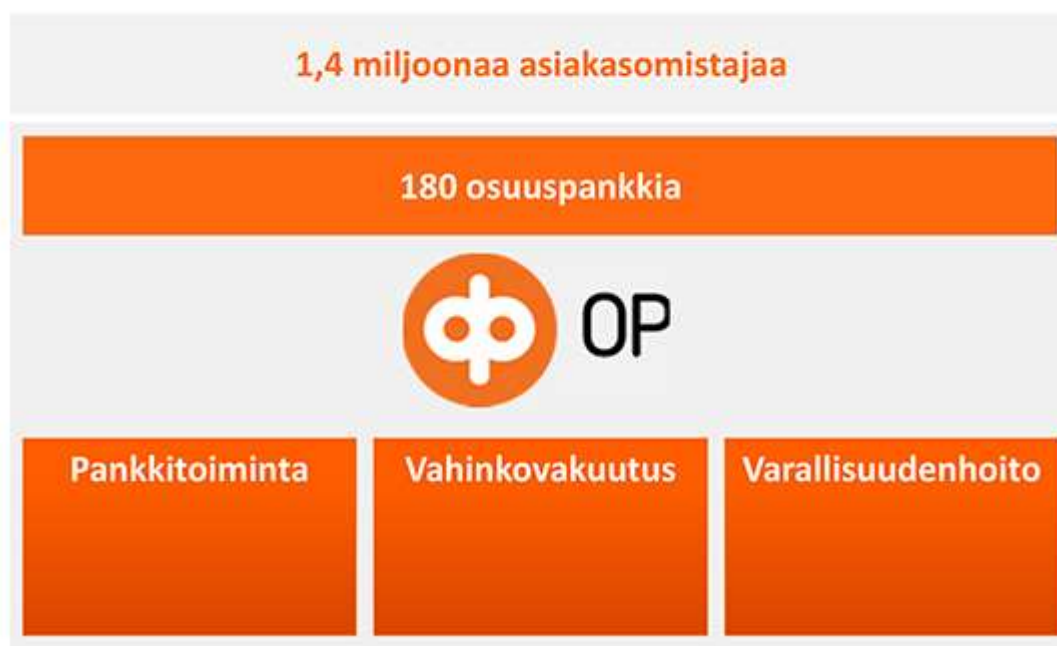 1,4 miljoonaa asiakasomistajaa
180 osuuspankkia
OP
Pankkitoiminta
Vahinkovakuutus
Varallisuudenhoito